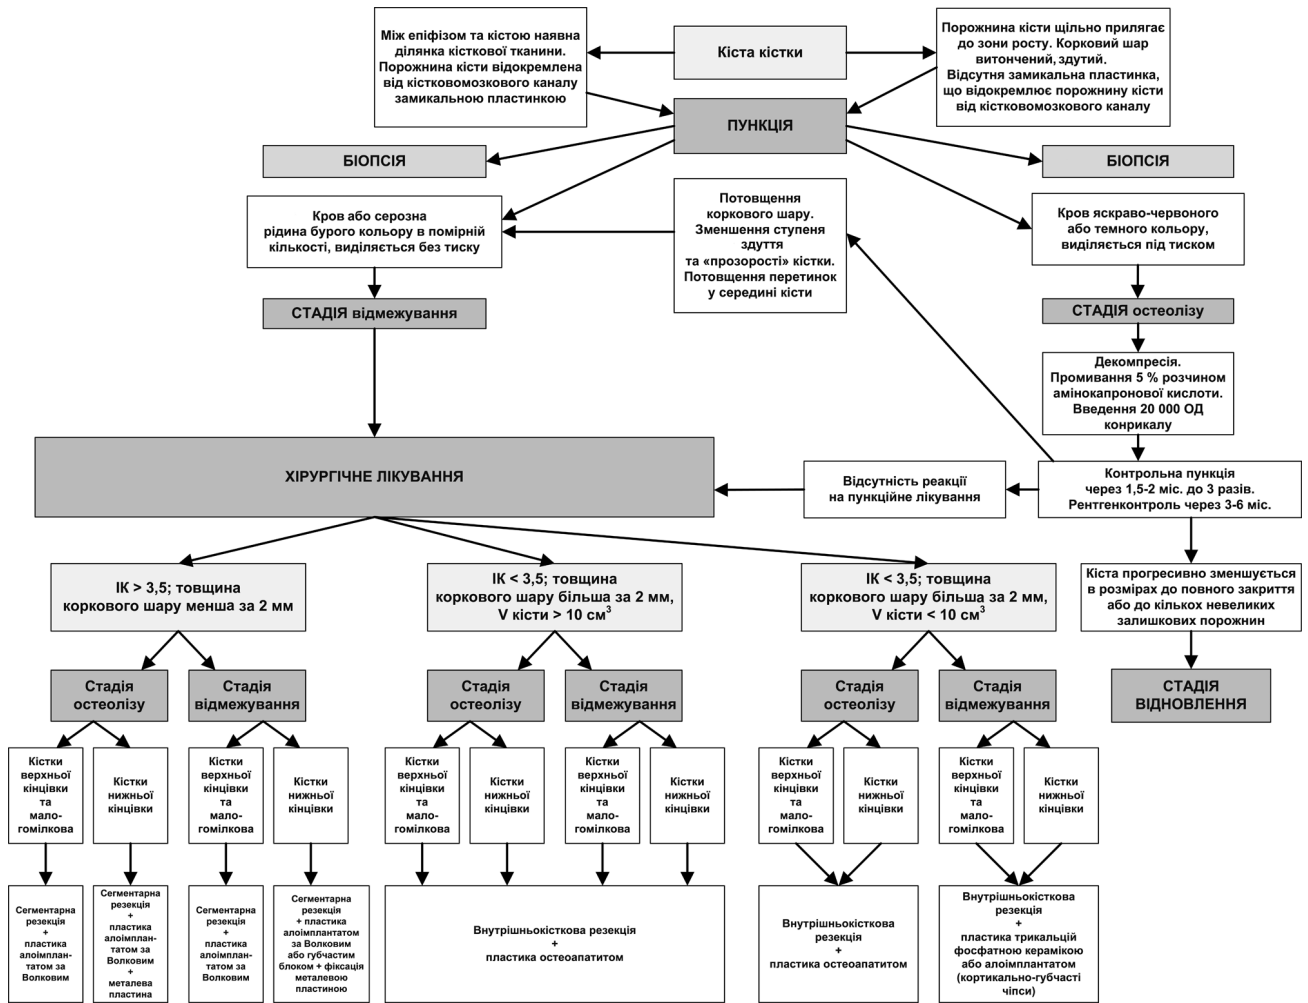 Між епіфізом та кістою наявна
ділянка кісткової тканини.
Порожнина кісти відокремлена
від кістковомозкового каналу
замикальною пластинкою
Кіста кістки
Порожнина кісти щільно прилягає
до зони росту. Корковий шар
витончений, здутий.
Відсутня замикальна пластинка,
що відокремлює порожнину кісти
від кістковомозкового каналу
ПУНКЦІЯ
БІОПСІЯ
БІОПСІЯ
Кров або серозна
рідина бурого кольору в помірній
кількості, виділяється без тиску
Потовщення
коркового шару.
Зменшення ступеня
здуття
та «прозорості» кістки.
Потовщення перетинок
у середині кісти
Кров яскраво-червоного
або темного кольору,
виділяється під тиском
СТАДІЯ відмежування
СТАДІЯ остеолізу
Декомпресія.
Промивання 5 % розчином
амінокапронової кислоти.
Введення 20 000 ОД
конрикалу
ХІРУРГІЧНЕ ЛІКУВАННЯ
Відсутність реакції
на пункційне лікування
Контрольна пункція
через 1,5-2 міс. до 3 разів.
Рентгенконтроль через 3-6 міс.
ІК > 3,5; товщина
коркового шару менша за 2 мм
ІК < 3,5; товщина
коркового шару більша за 2 мм,
V кісти > 10 см³
ІК < 3,5; товщина
коркового шару більша за 2 мм,
V кісти < 10 см³
Кіста прогресивно зменшується
в розмірах до повного закриття
або до кількох невеликих
залишкових порожнин
Стадія
остеолізу
Стадія
відмежування
Стадія
остеолізу
Стадія
відмежування
Стадія
остеолізу
Стадія
відмежування
СТАДІЯ
ВІДНОВЛЕННЯ
Кістки
верхньої
кінцівки
та
мало-
гомілкова
Кістки
нижньої
кінцівки
Кістки
верхньої
кінцівки
та
мало-
гомілкова
Кістки
нижньої
кінцівки
Кістки
верхньої
кінцівки
та
мало-
гомілкова
Кістки
нижньої
кінцівки
Кістки
верхньої
кінцівки
та
мало-
гомілкова
Кістки
нижньої
кінцівки
Кістки
верхньої
кінцівки
та
мало-
гомілкова
Кістки
нижньої
кінцівки
Кістки
верхньої
кінцівки
та
мало-
гомілкова
Кістки
нижньої
кінцівки
Сегментарна
резекція
+
пластика
алоімплан-
татом за
Волковим
Сегментарна
резекція
+
пластика
алоімплан-
татом за
Волковим
+
металева
пластина
Сегментарна
резекція
+
пластика
алоімплан-
татом за
Волковим
Сегментарна
резекція
+ пластика
алоімплантатом
за Волковим
або губчастим
блоком + фіксація
металевою
пластиною
Внутрішньокісткова резекція
+
пластика остеоапатитом
Внутрішньокісткова
резекція
+
пластика остеоапатитом
Внутрішньокісткова
резекція
+
пластика трикальцій
фосфатною керамікою
або алоімплантатом
(кортикально-губчасті
чіпси)